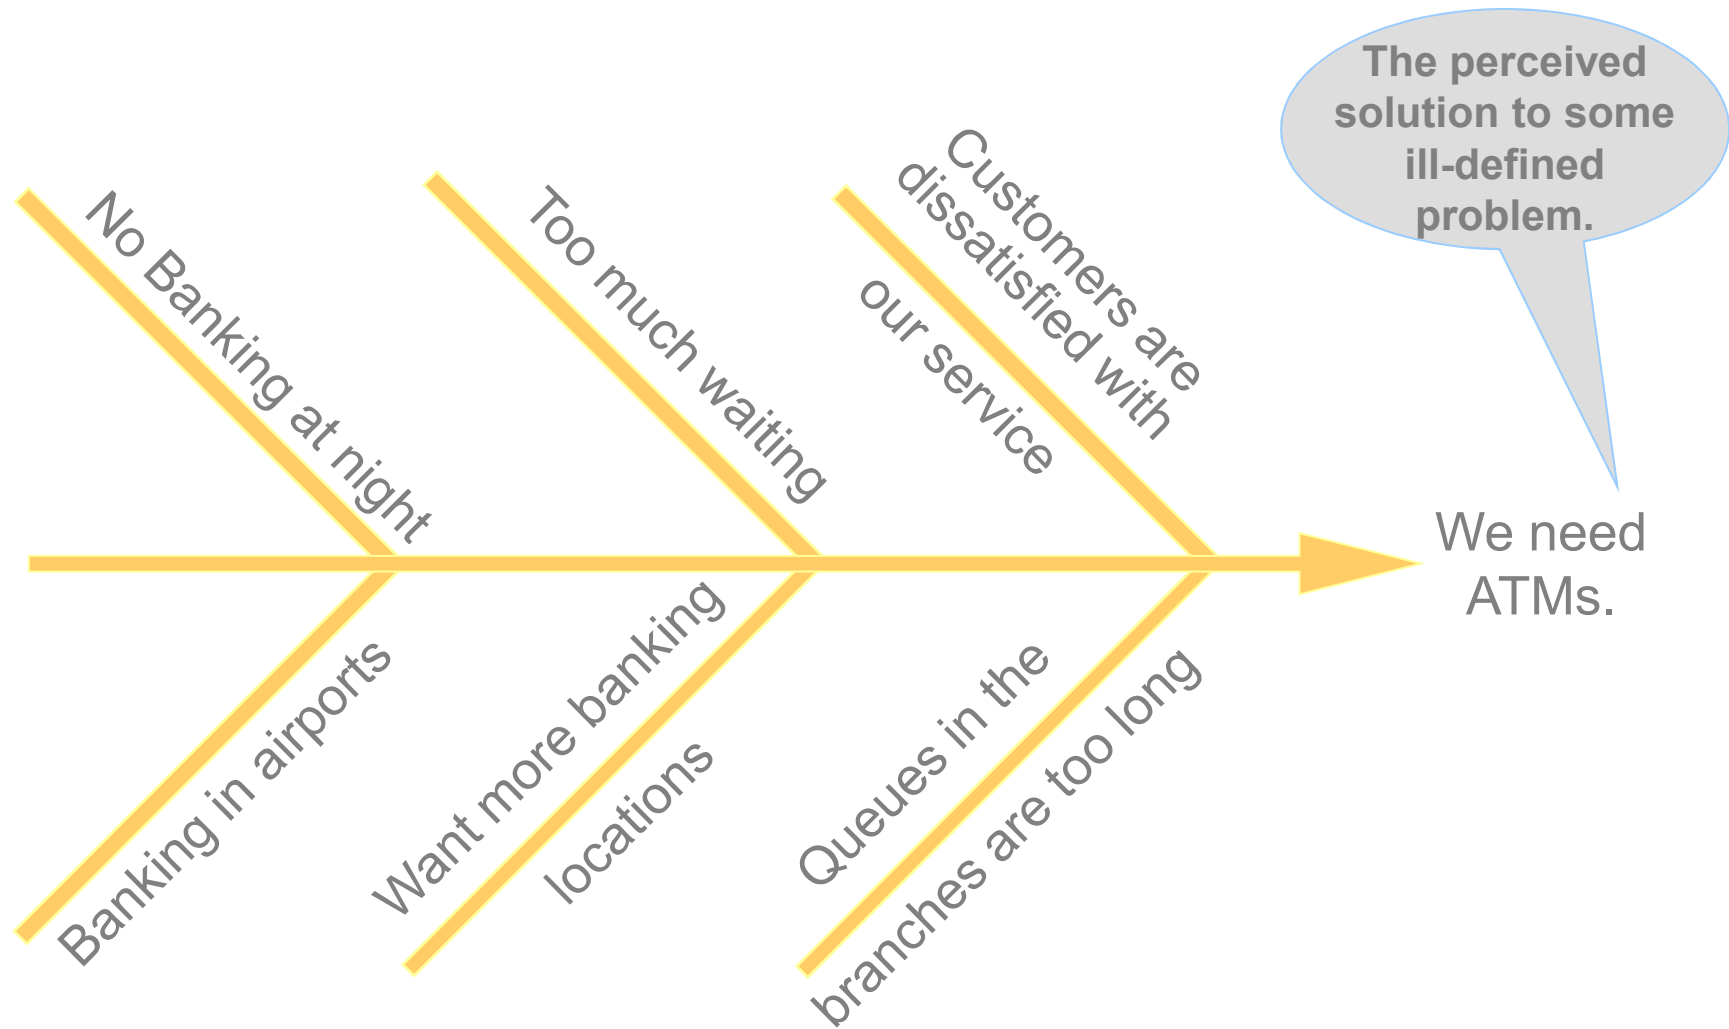 The perceived
solution to some
ill-defined
problem.
No Banking at night
Too much waiting
Customers are
dissatisfied with
our service
We need
ATMs.
Banking in airports
Want more banking
locations
Queues in the
branches are too long